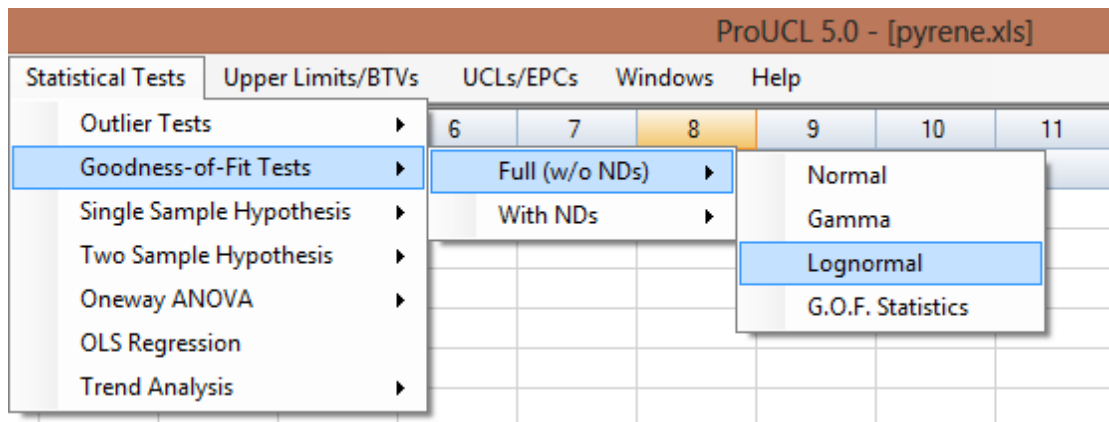 ProUCL 5.0 - [pyrene.xls]
Statistical Tests Upper Limits/BTVs UCLs/EPCs Windows Help
Outlier Tests 6 7 8 9 10 11
Goodness-of-Fit Tests Full (w/o NDs) Normal
Single Sample Hypothesis With NDs Gamma
Two Sample Hypothesis Lognormal
Oneway ANOVA G.O.F. Statistics
OLS Regression
Trend Analysis